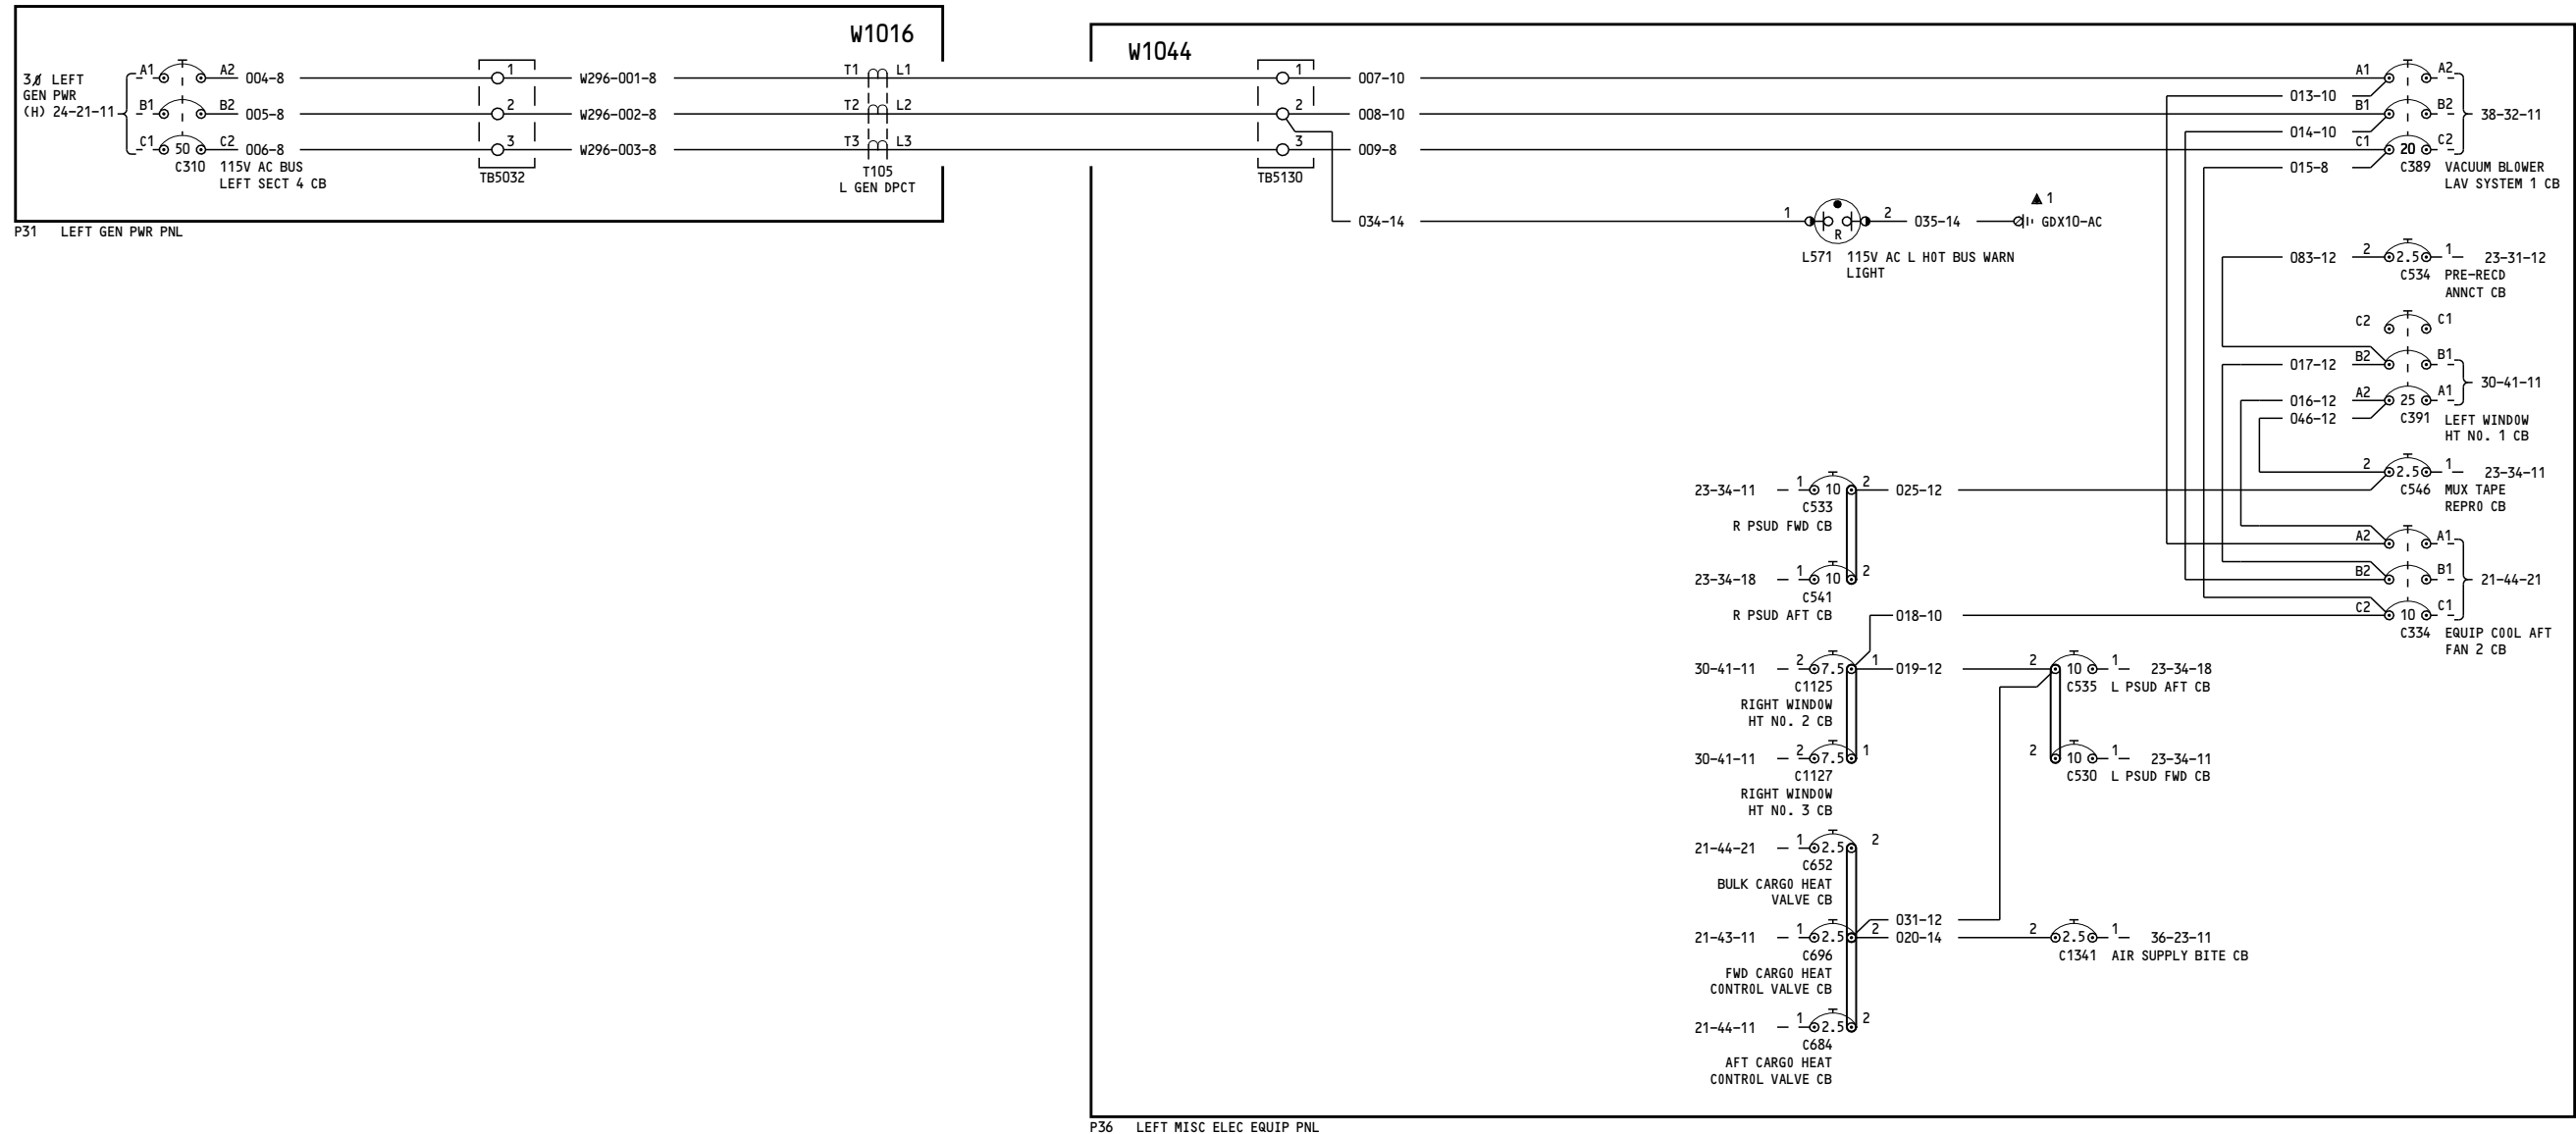 W1016
3Ø LEFT
GEN PWR
(H) 24-21-11
A1 A2 004-8 1 W296-001-8 T1 L1
B1 B2 005-8 2 W296-002-8 T2 L2
C1 50 C2 006-8 3 W296-003-8 T3 L3
C310 115V AC BUS
LEFT SECT 4 CB
TB5032
T105
L GEN DPCT
P31 LEFT GEN PWR PNL
W1044
1 007-10 A1 A2
013-10
2 008-10 B1 B2 38-32-11
014-10
3 009-8 C1 20 C2
TB5130 015-8 C389 VACUUM BLOWER
LAV SYSTEM 1 CB
034-14 1 R 2 035-14 GDX10-AC
▲ 1
L571 115V AC L HOT BUS WARN
LIGHT
083-12 2 2.5 1 23-31-12
C534 PRE-RECD
ANNCT CB
C2 C1
017-12 B2 B1
30-41-11
016-12 A2 25 A1
046-12 C391 LEFT WINDOW
HT NO. 1 CB
2 2.5 1 23-34-11
C546 MUX TAPE
REPRO CB
23-34-11 1 10 2 025-12
C533
R PSUD FWD CB
A2 A1
23-34-18 1 10 2
C541
R PSUD AFT CB
B2 B1 21-44-21
018-10 C2 10 C1
C334 EQUIP COOL AFT
FAN 2 CB
30-41-11 2 7.5 1 019-12 2 10 1 23-34-18
C1125 C535 L PSUD AFT CB
RIGHT WINDOW
HT NO. 2 CB
30-41-11 2 7.5 1 2 10 1 23-34-11
C1127 C530 L PSUD FWD CB
RIGHT WINDOW
HT NO. 3 CB
21-44-21 1 2.5 2
C652
BULK CARGO HEAT
VALVE CB
031-12
21-43-11 1 2.5 2 020-14 2 2.5 1 36-23-11
C696 C1341 AIR SUPPLY BITE CB
FWD CARGO HEAT
CONTROL VALVE CB
21-44-11 1 2.5 2
C684
AFT CARGO HEAT
CONTROL VALVE CB
P36 LEFT MISC ELEC EQUIP PNL